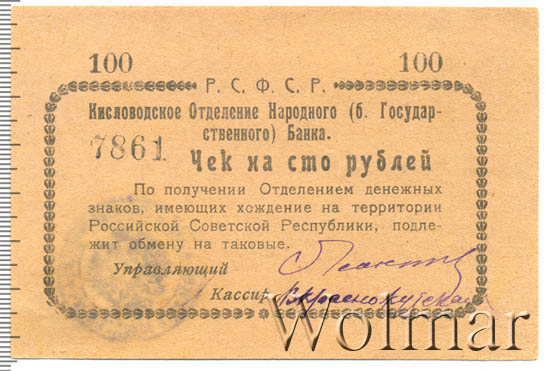 100 100
Р. С. Ф. С. Р.
Кисловодское Отделение Народного (б. Государ-
ственного) Банка.
7861 Чек на сто рублей
По получении Отделением денежных
знаков, имеющих хождение на территории
Российской Советской Республики, подле-
жит обмену на таковые.
Управляющий
Кассир
Wolmar